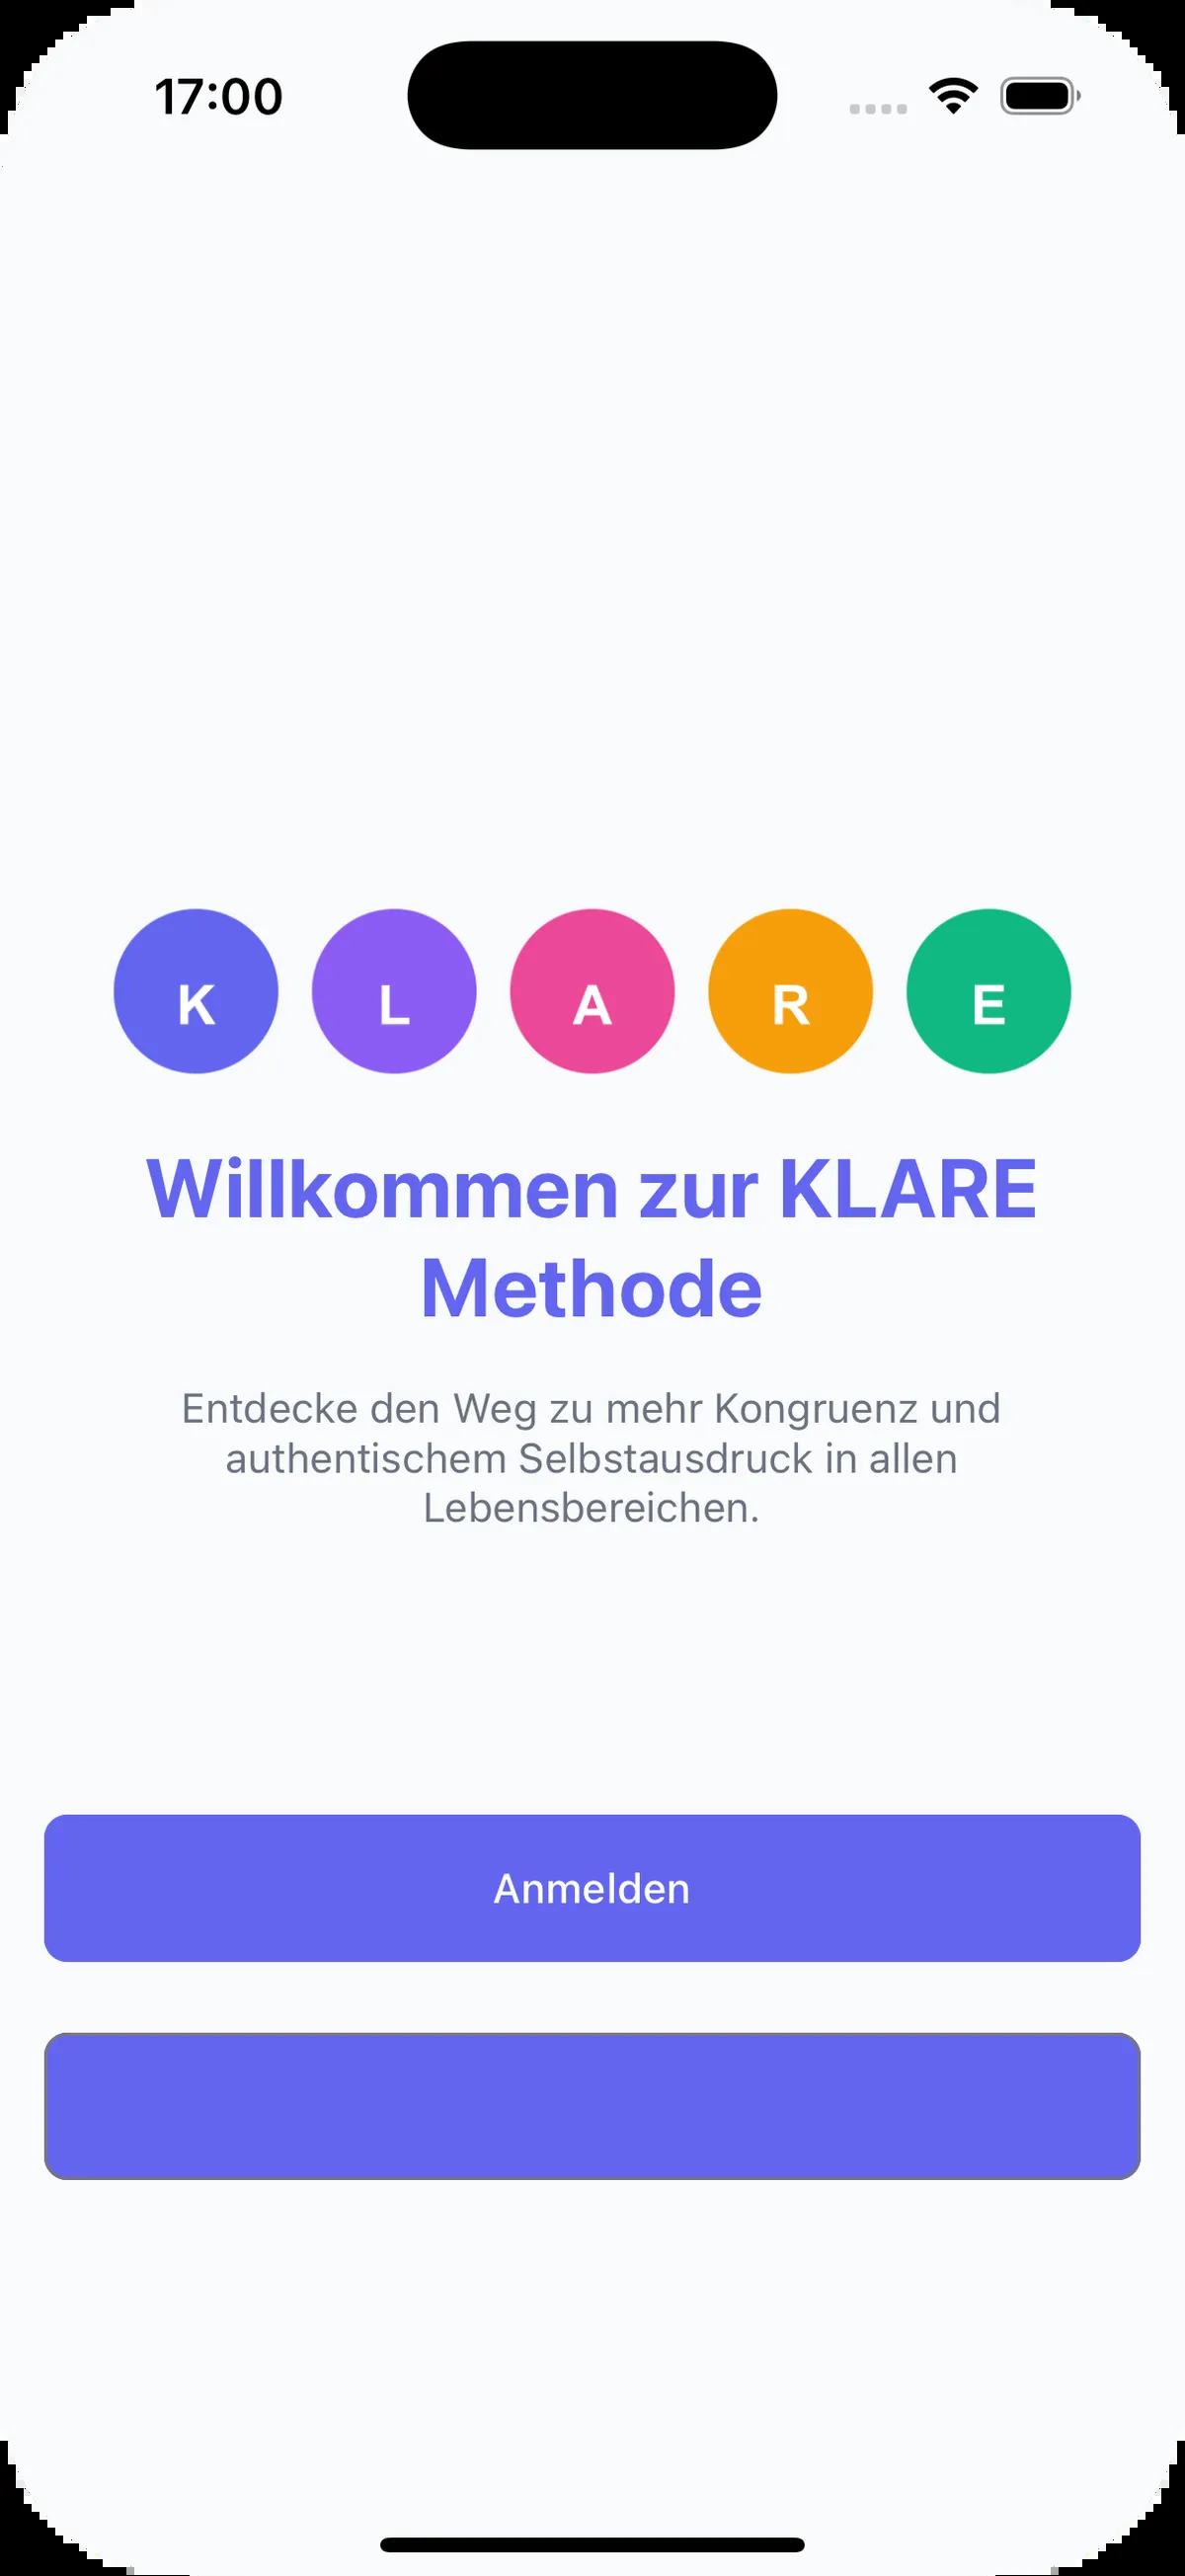 17:00
K L A R E
Willkommen zur KLARE
Methode
Entdecke den Weg zu mehr Kongruenz und
authentischem Selbstausdruck in allen
Lebensbereichen.
Anmelden